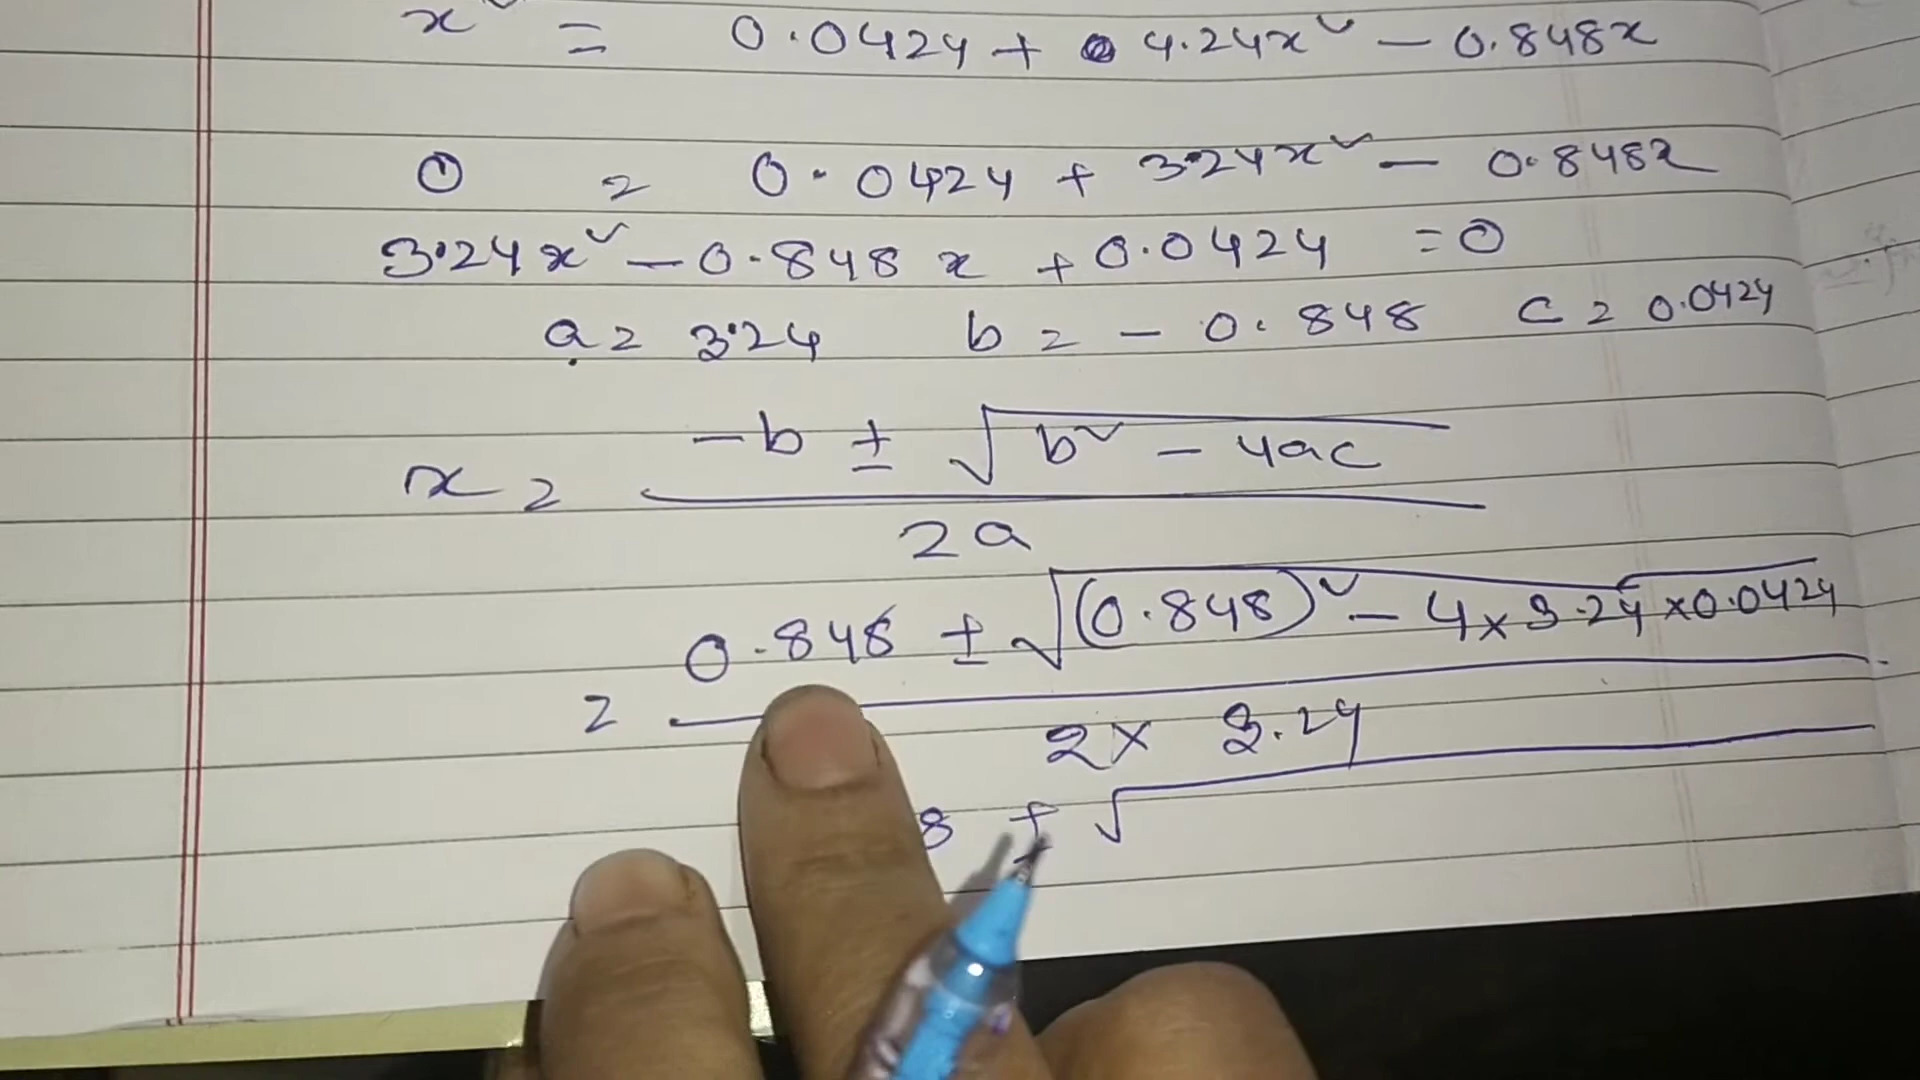 x² = 0.0424 + 4.24x² - 0.848x
0 = 0.0424 + 3.24x² - 0.848x
3.24x² - 0.848x + 0.0424 = 0
a = 3.24 b = - 0.848 c = 0.0424
-b ± √b² - 4ac
x =
2a
0.848 ± √(0.848)² - 4 × 3.24 × 0.0424
=
2 × 3.24
8 ± √